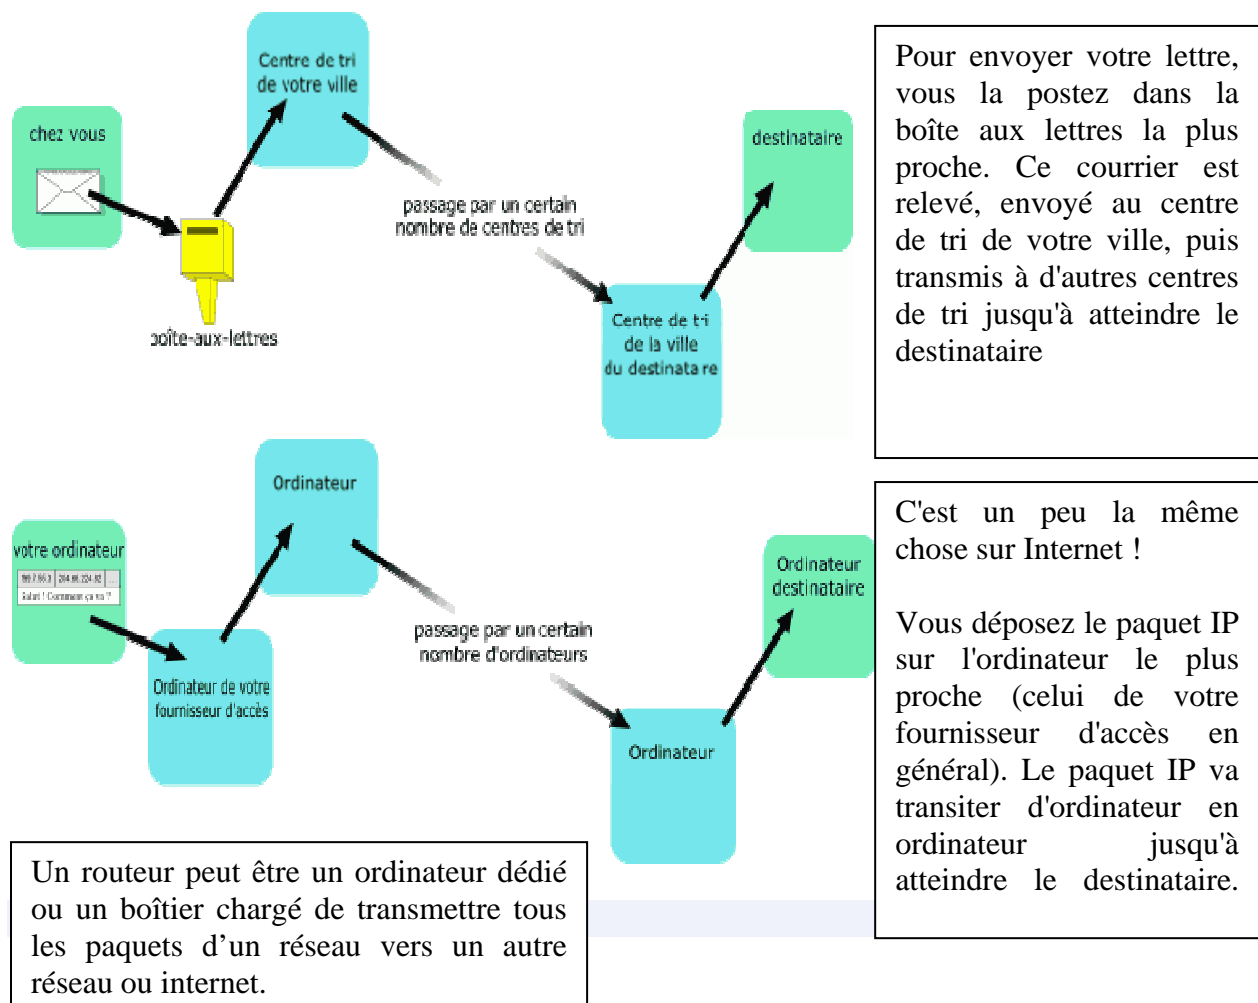 Centre de tri
de votre ville
chez vous
boîte-aux-lettres
passage par un certain
nombre de centres de tri
destinataire
Centre de tri
de la ville
du destinataire
Pour envoyer votre lettre,
vous la postez dans la
boîte aux lettres la plus
proche. Ce courrier est
relevé, envoyé au centre
de tri de votre ville, puis
transmis à d'autres centres
de tri jusqu'à atteindre le
destinataire
Ordinateur
votre ordinateur
Salut ! Comment ça va ?
Ordinateur de votre
fournisseur d'accès
passage par un certain
nombre d'ordinateurs
Ordinateur
destinataire
Ordinateur
C'est un peu la même
chose sur Internet !
Vous déposez le paquet IP
sur l'ordinateur le plus
proche (celui de votre
fournisseur d'accès en
général). Le paquet IP va
transiter d'ordinateur en
ordinateur jusqu'à
atteindre le destinataire.
Un routeur peut être un ordinateur dédié
ou un boîtier chargé de transmettre tous
les paquets d’un réseau vers un autre
réseau ou internet.